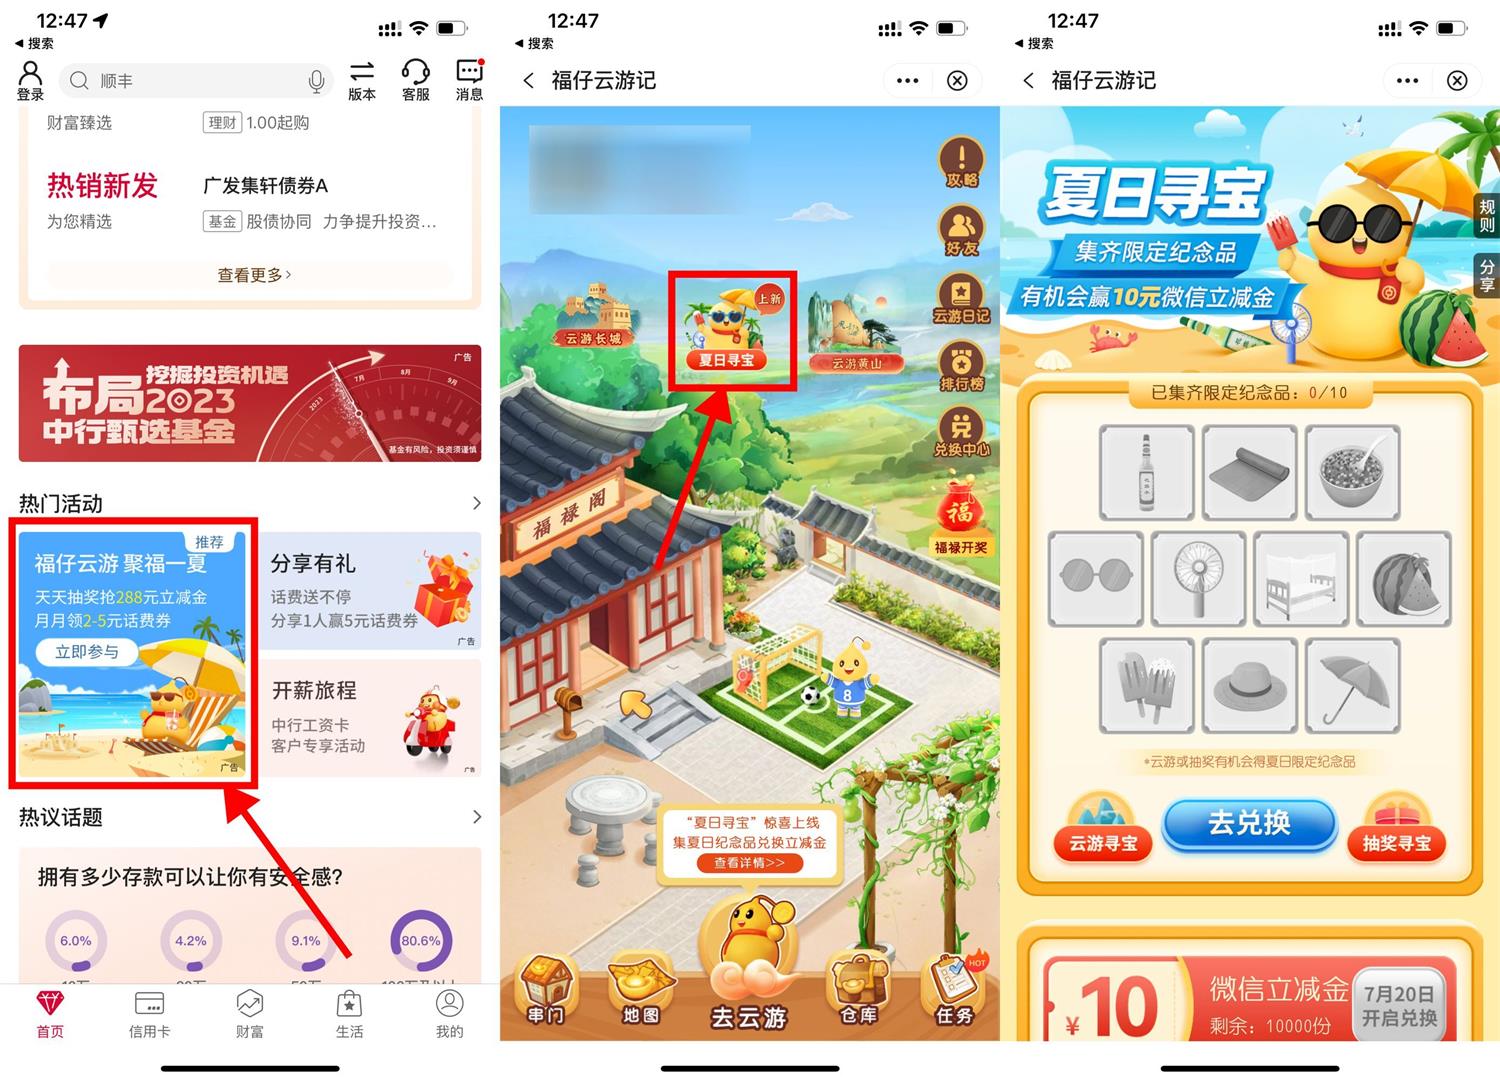 12:47
搜索
登录
顺丰
版本
客服
消息
财富臻选
理财 1.00起购
热销新发
广发集轩债券A
为您精选
基金 股债协同 力争提升投资...
查看更多>
广告
布局2023
挖掘投资机遇
中行甄选基金
2023
7月
8月
9月
基金有风险，投资须谨慎
热门活动
推荐
福仔云游 聚福一夏
天天抽奖抢288元立减金
月月领2-5元话费券
立即参与
广告
分享有礼
话费送不停
分享1人赢5元话费券
广告
开薪旅程
中行工资卡
客户专享活动
广告
热议话题
拥有多少存款可以让你有安全感?
6.0%
4.2%
9.1%
80.6%
首页
信用卡
财富
生活
我的
12:47
搜索
福仔云游记
攻略
好友
云游日记
排行榜
兑换中心
福
福禄开奖
云游长城
上新
夏日寻宝
云游黄山
福禄阁
8
“夏日寻宝”惊喜上线
集夏日纪念品兑换立减金
查看详情>>
串门
地图
去云游
仓库
HOT
任务
12:47
搜索
福仔云游记
夏日寻宝
集齐限定纪念品
有机会赢10元微信立减金
规则
分享
已集齐限定纪念品：0/10
*云游或抽奖有机会得夏日限定纪念品
云游寻宝
去兑换
抽奖寻宝
¥10
微信立减金
剩余：10000份
7月20日
开启兑换